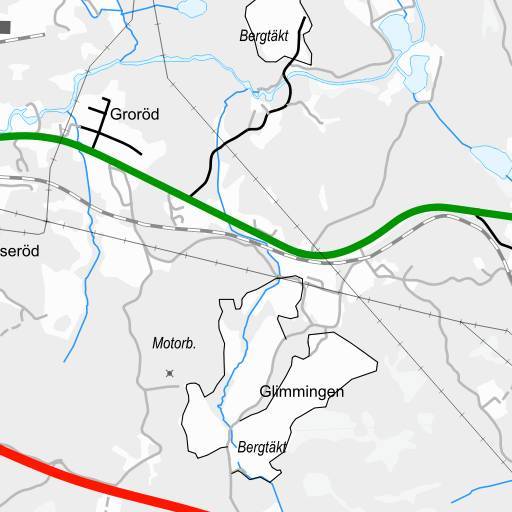 Bergtäkt
Groröd
seröd
Motorb.
Glimmingen
Bergtäkt